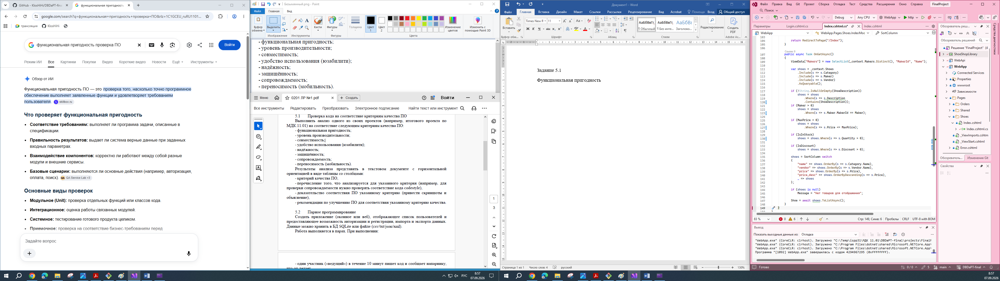 GitHub - KlosHiHi/DBDaPT-fina
функциональная пригодность
google.com/search?q=функциональная+пригодность+проверка+ПО&rlz=1C1GCEU_ruRU1101...
трансляция
KlosHiHi
функциональная пригодность проверка ПО
Войти
Режим ИИ
Все
Картинки
Покупки
Видео
Короткие видео
Новости
Ещё
Инструменты
Обзор от ИИ
Функциональная пригодность ПО — это проверка того, насколько точно программное
обеспечение выполняет заявленные функции и удовлетворяет требованиям
пользователя. skillbox.ru
Что проверяет функциональная пригодность
• Соответствие требованиям: выполняет ли программа задачи, описанные в
спецификации.
• Правильность результатов: выдает ли система верные данные при заданных
входных параметрах.
• Взаимодействие компонентов: корректно ли работают между собой разные
модули и внешние сервисы.
• Базовые сценарии: выполняются ли основные действия (например, авторизация,
оплата, поиск). QA Service Lab +3
Основные виды проверок
• Модульное (Unit): проверка отдельных функций или классов кода.
• Интеграционное: оценка работы связанных модулей.
• Системное: тестирование готового продукта целиком.
• Приемочное: проверка на соответствие бизнес-требованиям перед
Задайте вопрос
Безымянный.png - Paint
Файл
Главная
Вид
Буфер обмена
Выделить
Изображение
Инструменты
Кисти
Фигуры
Фигуры
Толщина
Цвет 1
Цвет 2
Цвета
Изменение цветов
Изменить с помощью Paint 3D
- функциональная пригодность;
- уровень производительности;
- совместимость;
- удобство использования (юзабилити);
- надёжность;
- защищённость;
- сопровождаемость;
- переносимость (мобильность).
Меню
0201 ЛР №1.pdf
Создать
Войти
Все инструменты
Редактировать
Преобразовать
Электронное подписание
Найти текст или инструмент
5.1 Проверка кода на соответствие критериям качества ПО
Выполнить анализ одного из своих проектов (например, итогового проекта по
МДК.11.01) на соответствие следующим критериям качества ПО:
- функциональная пригодность;
- уровень производительности;
- совместимость;
- удобство использования (юзабилити);
- надёжность;
- защищённость;
- сопровождаемость;
- переносимость (мобильность).
Результаты анализа представить в текстовом документе с горизонтальной
ориентацией в виде таблицы со столбцами:
- критерий качества ПО,
- перечисление того, что анализируется для указанного критерия (например, для
проверки сопровождаемости нужно проверять соответствие кода codestyle),
- доказательство соответствия ПО указанному критерию (привести скриншоты и
объяснение),
- рекомендации по улучшению ПО для соответствия указанному критерию качества.
5.2 Парное программирование
Создать приложение (оконное или веб), отображающее список пользователей и
предоставляющее возможность авторизации и регистрации, импорта и экспорта данных.
Данные можно хранить в БД SQLite или файле (csv/txt/json/xml).
Работа выполняется в парах. При выполнении:
- один участник («ведущий») в течение 10 минут пишет код и сообщает напарнику,
что он делает
1
3
РУС
8:57
07.09.2026
Документ1 - Word
Файл
Главная
Вставка
Дизайн
Макет
Ссылки
Рассылки
Рецензирование
Вид
Acrobat
Помощн
Вход
Общий доступ
Вставить
Буфер обм...
Times New R
11
Шрифт
Абзац
АаБбВвГг,
¶ Обычный
АаБбВвГг,
¶ Без инте...
АаБбВı
Заголово...
Стили
Редактирование
Создать PDF
Adobe Ac...
Задание 5.1
Функциональная пригодность
Страница 1 из 1
Число слов: 4
русский
130%
Файл
Правка
Вид
Git
Проект
Сборка
Отладка
Тест
Средства
Расширения
Окно
Справка
FinalProject
Поиск
Debug
Any CPU
WebApp
http
Параметры
Login.cshtml.cs
Index.cshtml.cs*
Index.cshtml
WebApp
WebApp.Pages.Shoes.IndexMoc
SortColumn
103
104 return RedirectToPage("/Index");
105 }
106
Ссылок: 0
107 public async Task OnGetAsync()
108 {
109 ViewData["Makers"] = new SelectList(_context.Makers.Distinct(), "MakerId", "Name");
110
111 var shoes = _context.Shoes
112 .Include(s => s.Category)
113 .Include(s => s.Maker)
114 .Include(s => s.Vendor)
115 .AsQueryable();
116
117 if (!String.IsNullOrEmpty(ShoeDescription))
118 shoes = shoes
119 .Where(s => s.Description
120 .Contains(ShoeDescription));
121 if (Maker > 0)
122 shoes = shoes
123 .Where(s => s.Maker.MakerId == Maker);
124
125 if (MaxPrice > 0)
126 shoes = shoes
127 .Where(s => s.Price <= MaxPrice);
128
129 if (IsInStock)
130 shoes = shoes.Where(s => s.Quantity > 0);
131
132 if (IsDiscount)
133 shoes = shoes.Where(s => s.Discount > 0);
134
135 shoes = SortColumn switch
136 {
137 "name" => shoes.OrderBy(s => s.Category.Name),
138 "vendor" => shoes.OrderBy(s => s.Vendor.Name),
139 "price" => shoes.OrderBy(s => s.Price),
140 "price_desc" => shoes.OrderByDescending(s => s.Price),
141 _ => shoes
142 };
143
144 if (shoes is null)
145 Message = "Нет товаров для отображения";
146
147 Shoe = await shoes.ToListAsync();
148 }
149 }
83 %
0
6
Стр: 149, Симв: 6
Пробелы
CRLF
UTF-8 with BOM
Вывод
Показать выходные данные из: Отладка
"WebApp.exe" (CoreCLR: clrhost). Загружено "C:\Temp\ispp31\МДК 11.01\DBDaPT-final\projects\FinalF
"WebApp.exe" (CoreCLR: clrhost). Загружено "C:\Program Files\dotnet\shared\Microsoft.NETCore.App\
"WebApp.exe" (CoreCLR: clrhost). Загружено "C:\Program Files\dotnet\shared\Microsoft.NETCore.App\
Программа "[1092] WebApp.exe" завершилась с кодом 4294967295 (0xffffffff).
Обозреватель реш...
Обозреватель решений
Решение "FinalProject" (4
ShoeShopLibrary
WebApi
WebApp
Connected Services
Properties
wwwroot
Зависимости
Pages
Orders
Shared
Shoes
Index.cshtml
Index.cshtml.cs
_ViewImports.cshtm
_ViewStart.cshtml
Error.cshtml
Обозреватель...
Изменения Git
Свойства
Средства диагностики
Готово
0 / 0
5
main
DBDaPT-final
8:57
07.09.2026